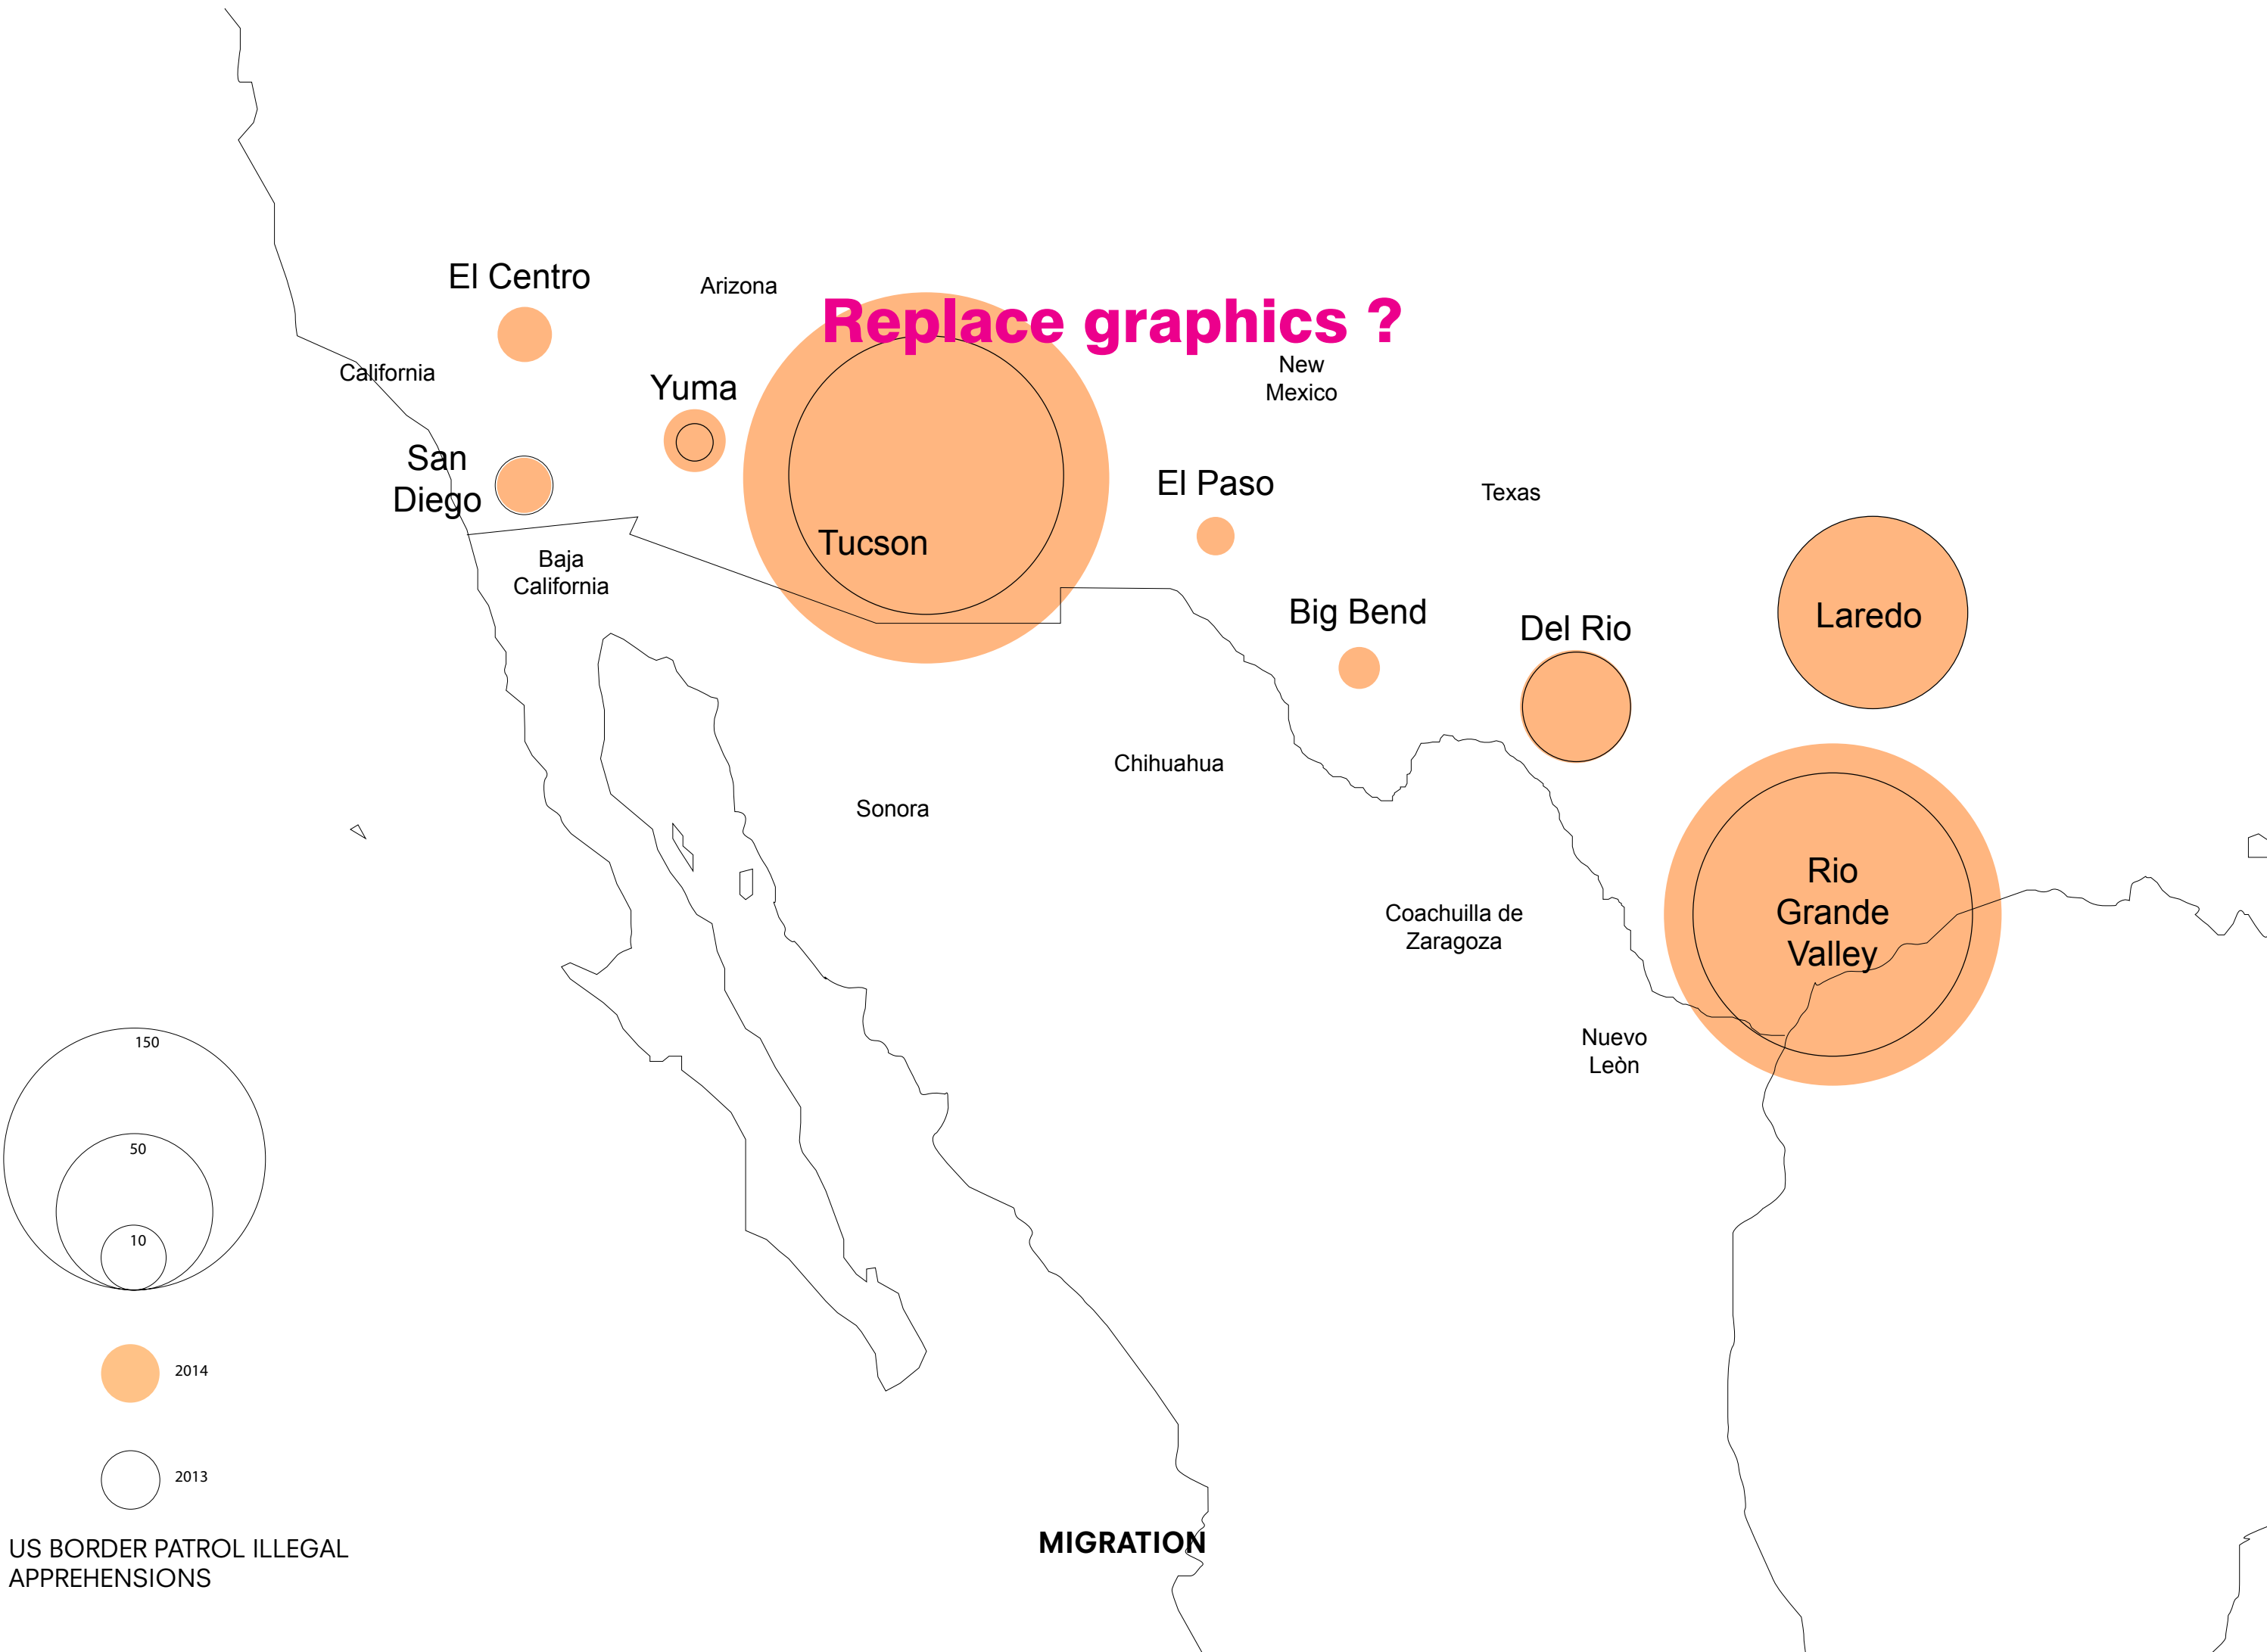 El Centro
Arizona
Replace graphics ?
California
Yuma
New
Mexico
San
Diego
El Paso
Texas
Tucson
Baja
California
Big Bend
Del Rio
Laredo
Chihuahua
Sonora
Rio
Grande
Valley
Coachuilla de
Zaragoza
Nuevo
Leòn
150
50
10
2014
2013
MIGRATION
US BORDER PATROL ILLEGAL
APPREHENSIONS